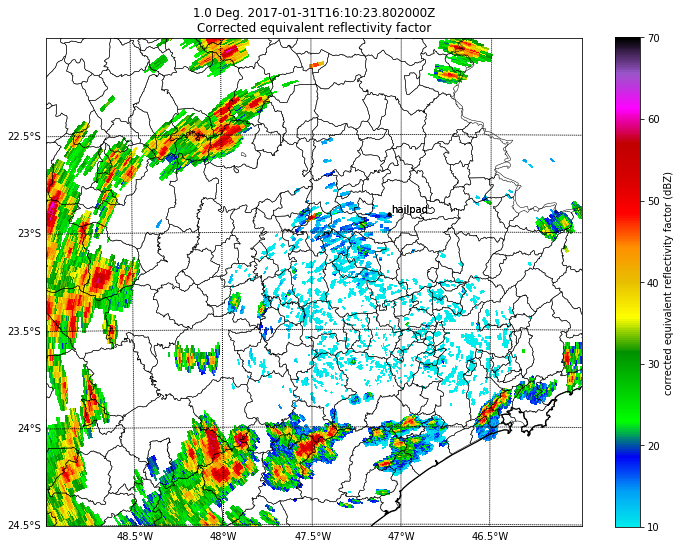 1.0 Deg. 2017-01-31T16:10:23.802000Z
Corrected equivalent reflectivity factor
22.5°S
23°S
23.5°S
24°S
24.5°S
48.5°W
48°W
47.5°W
47°W
46.5°W
hailpad
70
60
50
40
30
20
10
corrected equivalent reflectivity factor (dBZ)